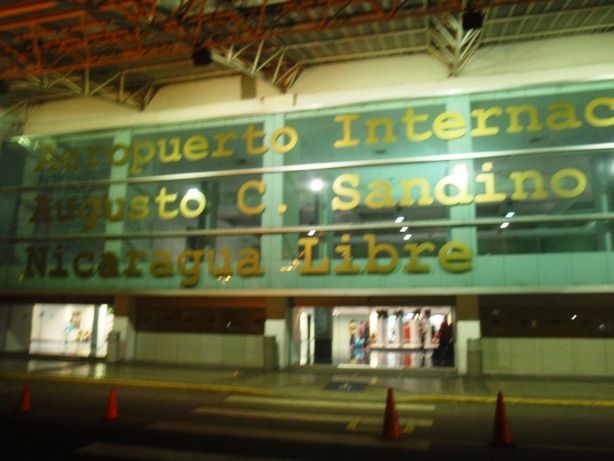 Aeropuerto Internac
Augusto C. Sandino
Nicaragua Libre